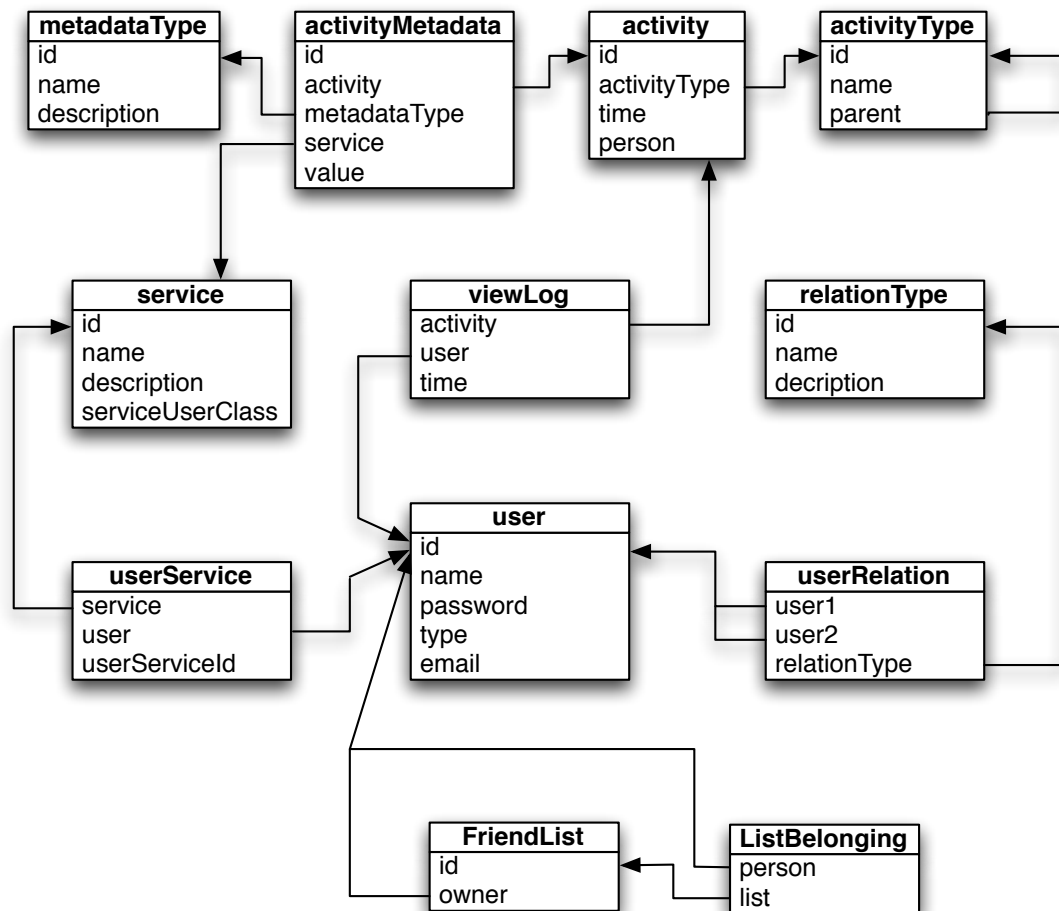 metadataType
id
name
description
activityMetadata
id
activity
metadataType
service
value
activity
id
activityType
time
person
activityType
id
name
parent
service
id
name
description
serviceUserClass
viewLog
activity
user
time
relationType
id
name
decription
userService
service
user
userServiceId
user
id
name
password
type
email
userRelation
user1
user2
relationType
FriendList
id
owner
ListBelonging
person
list